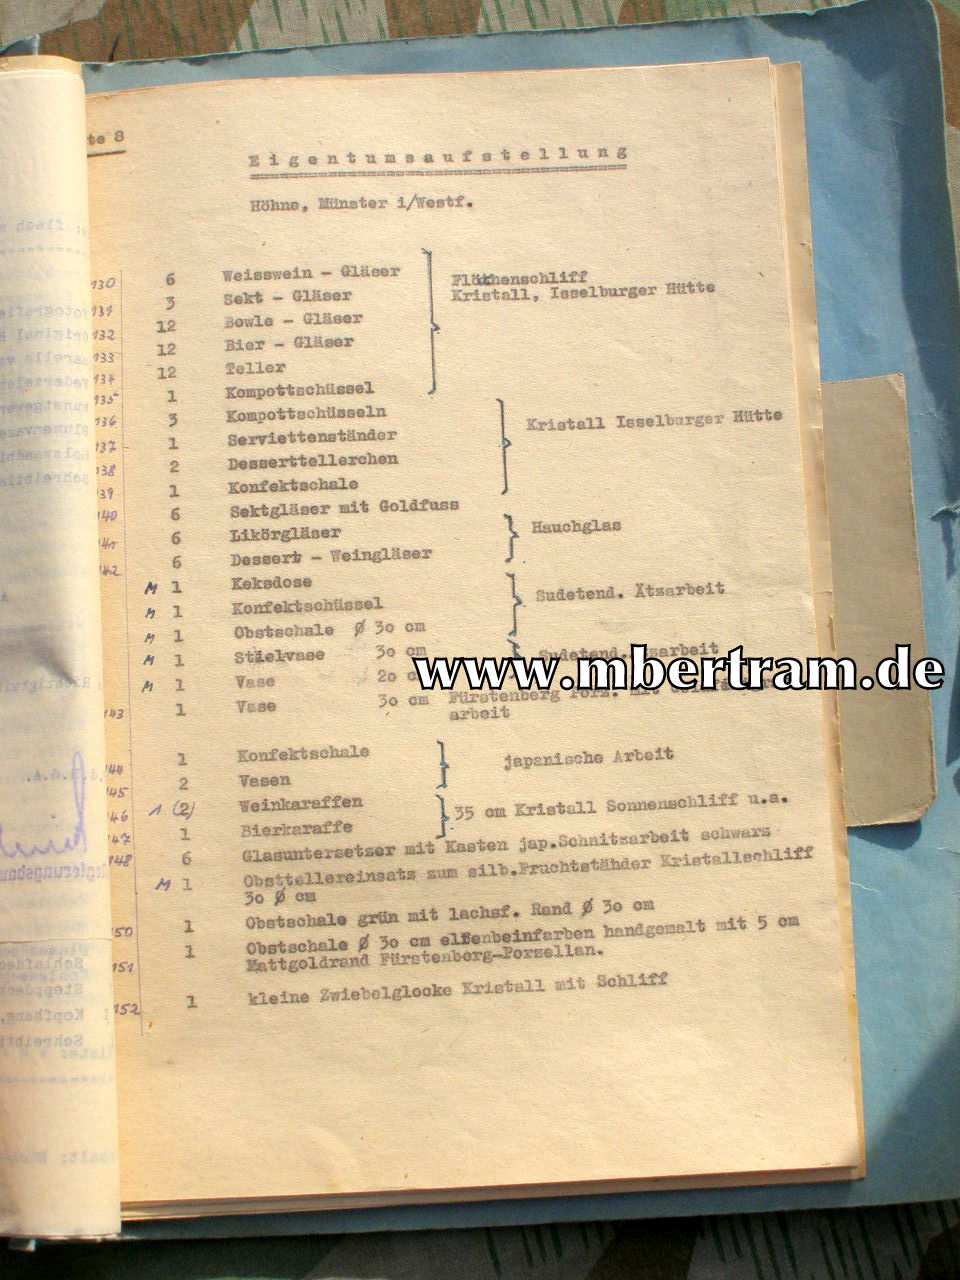 te 8
Eigentumsaufstellung
Höhne, Münster i/Westf.
130 6 Weisswein - Gläser
Flächenschliff
131 3 Sekt - Gläser
Kristall, Isselburger Hütte
132 12 Bowle - Gläser
133 12 Bier - Gläser
134 12 Teller
135 1 Kompottschüssel
136 3 Kompottschüsseln
Kristall Isselburger Hütte
137 1 Serviettenständer
138 2 Desserttellerchen
139 1 Konfektschale
140 6 Sektgläser mit Goldfuss
141 6 Likörgläser
Hauchglas
142 6 Dessert - Weingläser
M 1 Keksdose
M 1 Konfektschüssel
Sudetend. Ätzarbeit
M 1 Obstschale Ø 30 cm
M 1 Stielvase 30 cm
Sudetend.
M 1 Vase 20
143 1 Vase 30 cm Fürstenberg Porz. mit
arbeit
www.mbertram.de
144 1 Konfektschale
japanische Arbeit
145 2 Vasen
146 1 (2) Weinkaraffen
35 cm Kristall Sonnenschliff u.a.
147 1 Bierkaraffe
148 6 Glasuntersetzer mit Kasten jap.Schnitzarbeit schwarz
M 1 Obsttellereinsatz zum silb.Fruchtständer Kristallschliff
30 Ø cm
150 1 Obstschale grün mit lachsf. Rand Ø 30 cm
151 1 Obstschale Ø 30 cm elfenbeinfarben handgemalt mit 5 cm
Mattgoldrand Fürstenberg-Porzellan.
152 1 kleine Zwiebelglocke Kristall mit Schliff